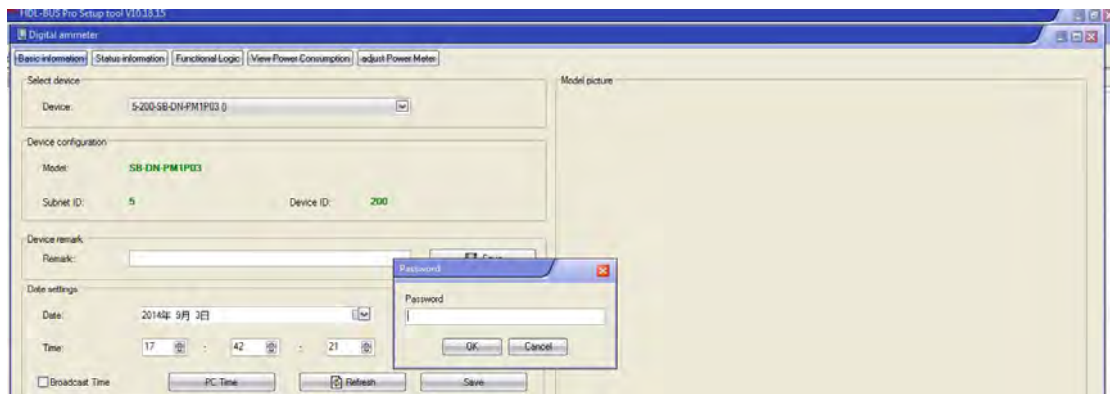 HDL-BUS Pro Setup tool V10.18.15
Digital ammeter
Basic information Status information Functional Logic View Power Consumption adjust Power Meter
Select device Model picture
Device: 5-200-SB-DN-PM1P03 ()
Device configuration
Model: SB-DN-PM1P03
Subnet ID: 5 Device ID: 200
Device remark
Remark: Save
Password
Date settings
Password
Date: 2014年 9月 3日
Time: 17 : 42 : 21
OK Cancel
Broadcast Time PC Time Refresh Save